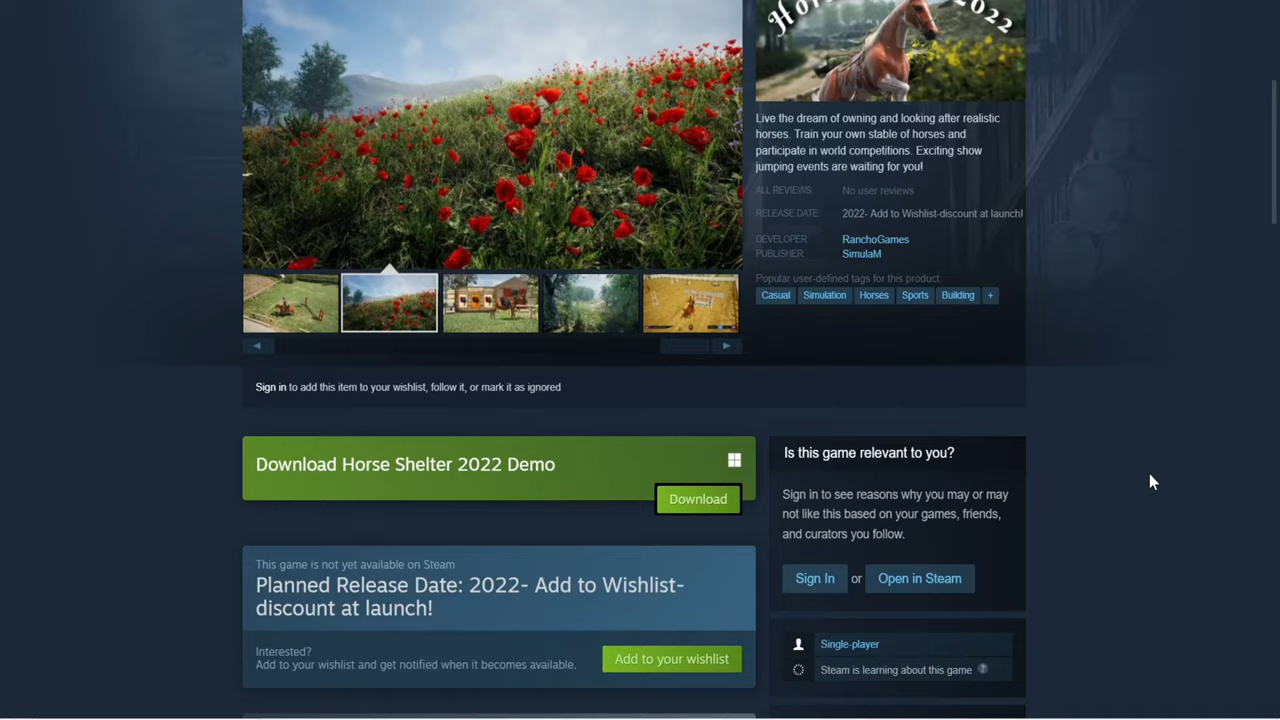 2022
Live the dream of owning and looking after realistic
horses. Train your own stable of horses and
participate in world competitions. Exciting show
jumping events are waiting for you!
ALL REVIEWS: No user reviews
RELEASE DATE: 2022- Add to Wishlist-discount at launch!
DEVELOPER: RanchoGames
PUBLISHER: SimulaM
Popular user-defined tags for this product:
Casual Simulation Horses Sports Building +
Sign in to add this item to your wishlist, follow it, or mark it as ignored
Download Horse Shelter 2022 Demo
Download
This game is not yet available on Steam
Planned Release Date: 2022- Add to Wishlist-
discount at launch!
Interested?
Add to your wishlist and get notified when it becomes available.
Add to your wishlist
Is this game relevant to you?
Sign in to see reasons why you may or may
not like this based on your games, friends,
and curators you follow.
Sign In or Open in Steam
Single-player
Steam is learning about this game ?